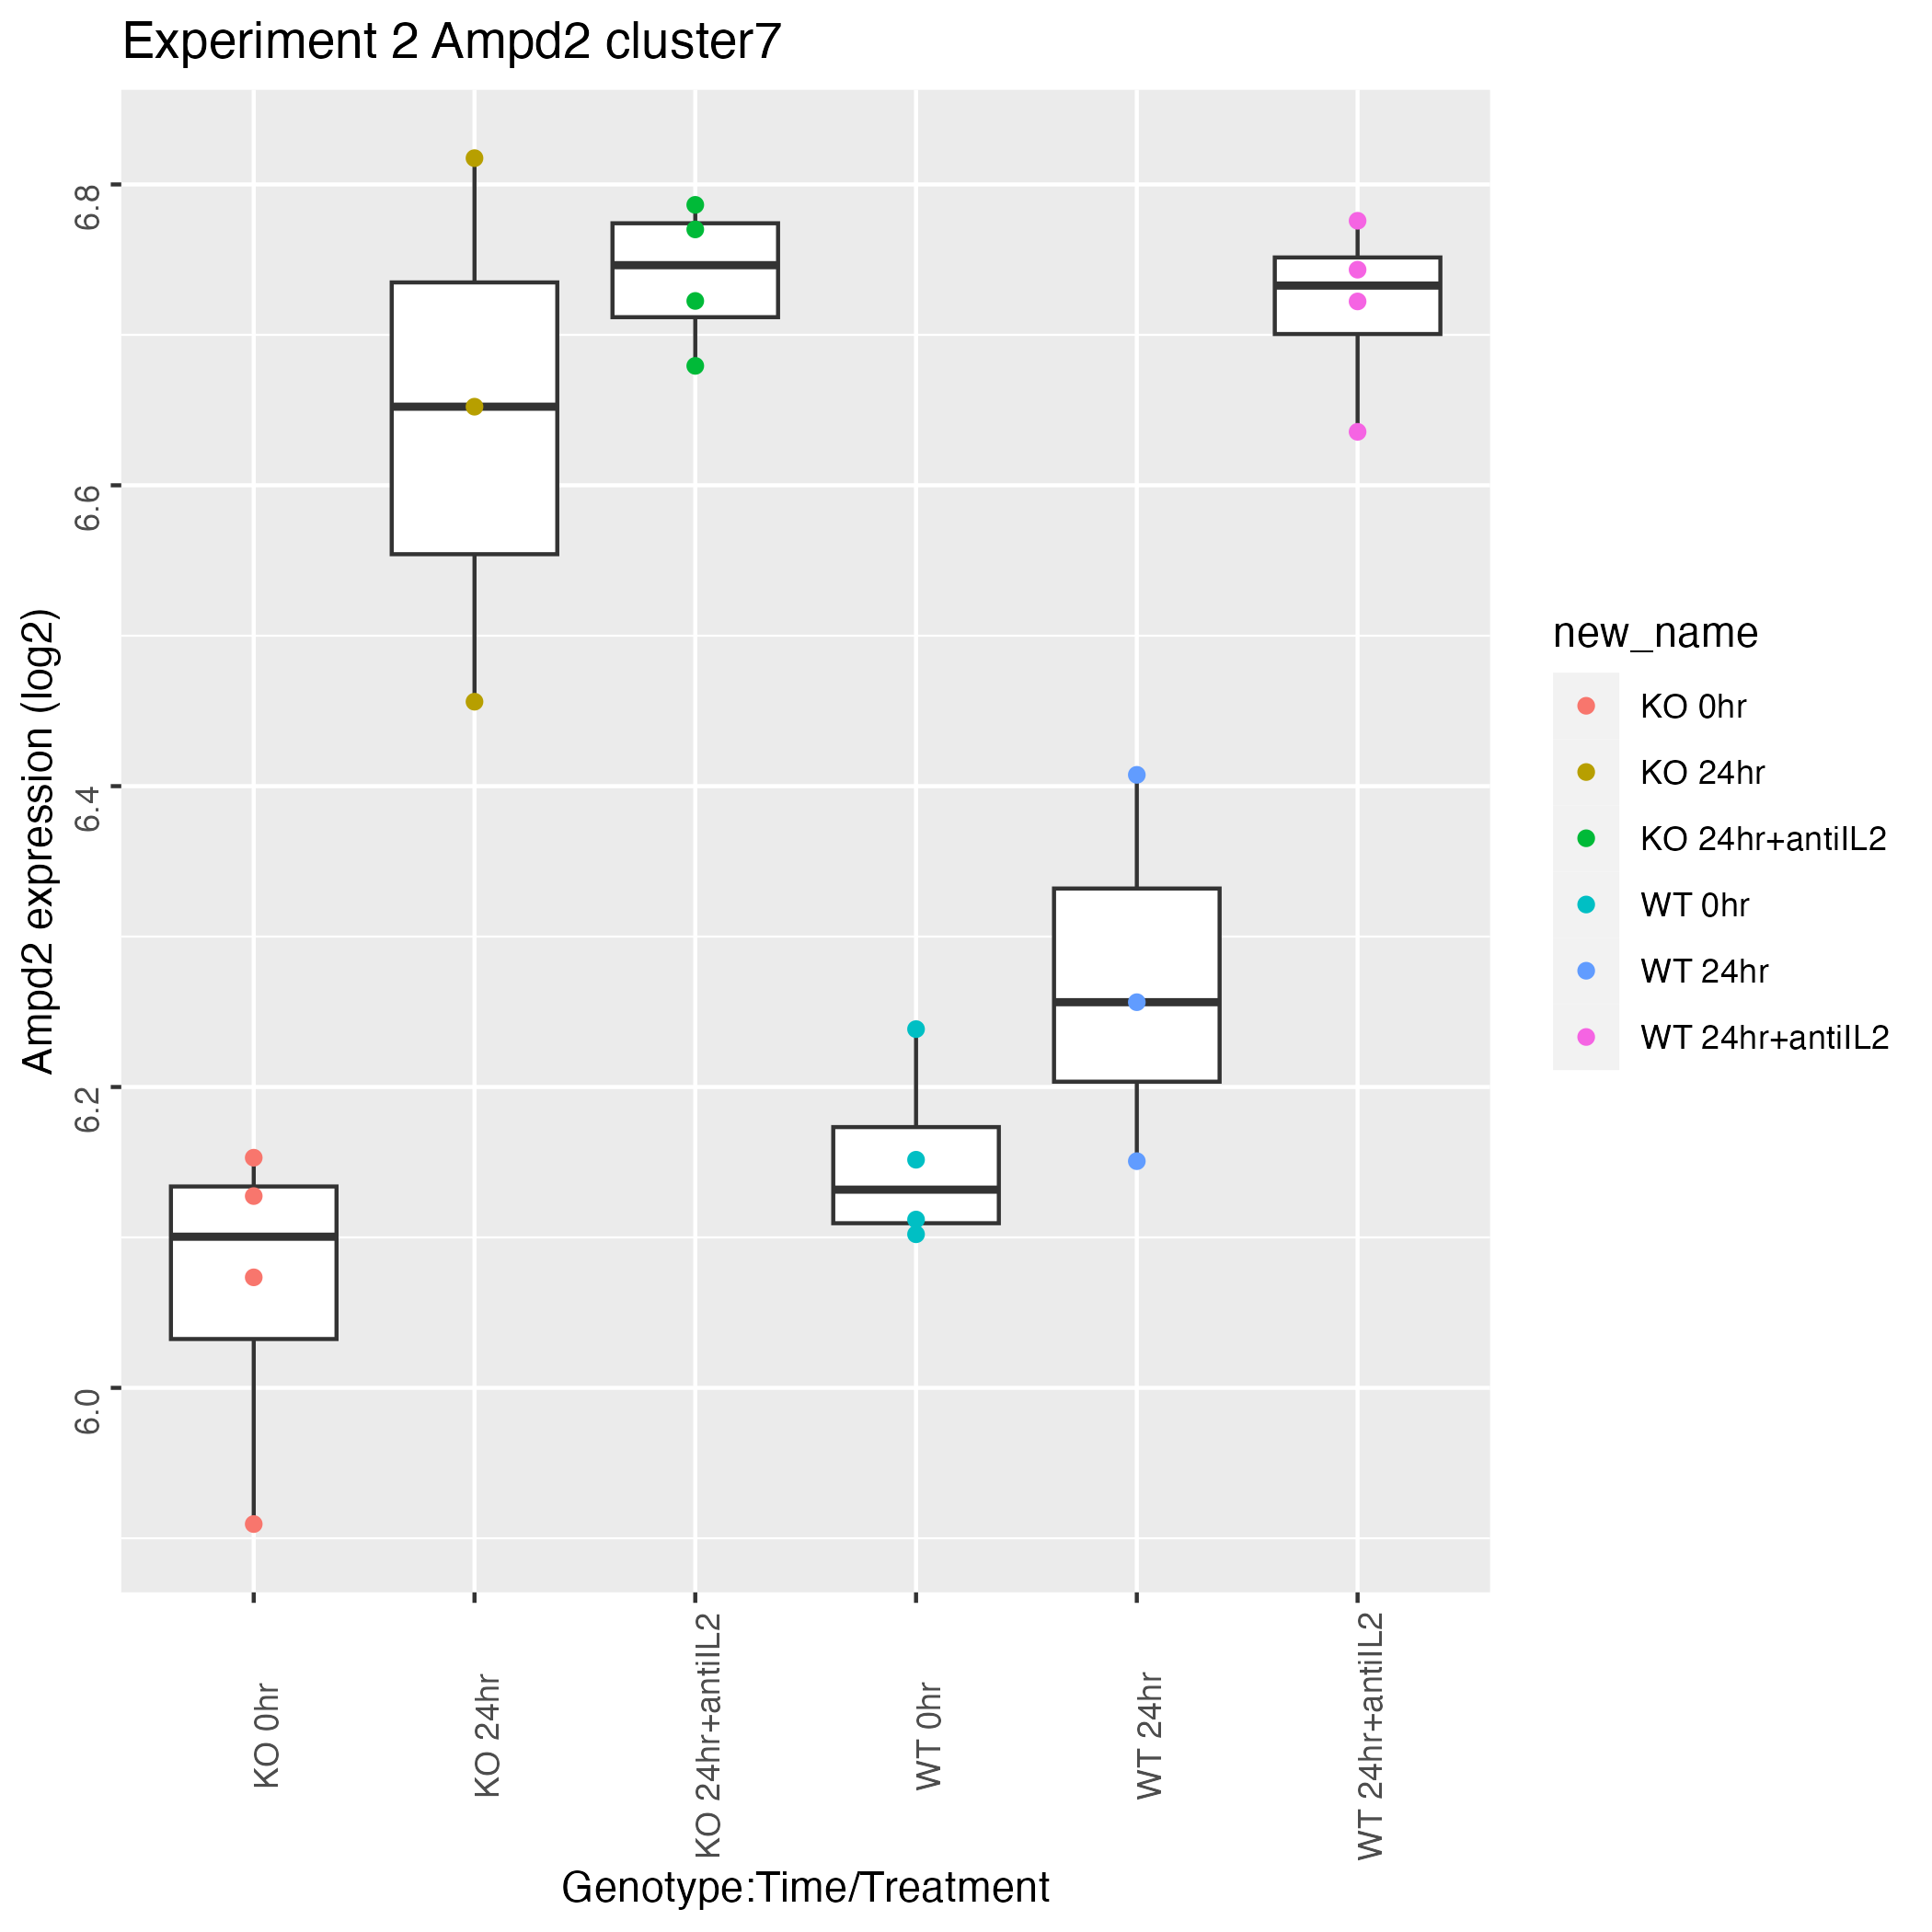 Experiment 2 Ampd2 cluster7
Ampd2 expression (log2)
6.8
6.6
6.4
6.2
6.0
KO 0hr
KO 24hr
KO 24hr+antiIL2
WT 0hr
WT 24hr
WT 24hr+antiIL2
Genotype:Time/Treatment
new_name
KO 0hr
KO 24hr
KO 24hr+antiIL2
WT 0hr
WT 24hr
WT 24hr+antiIL2